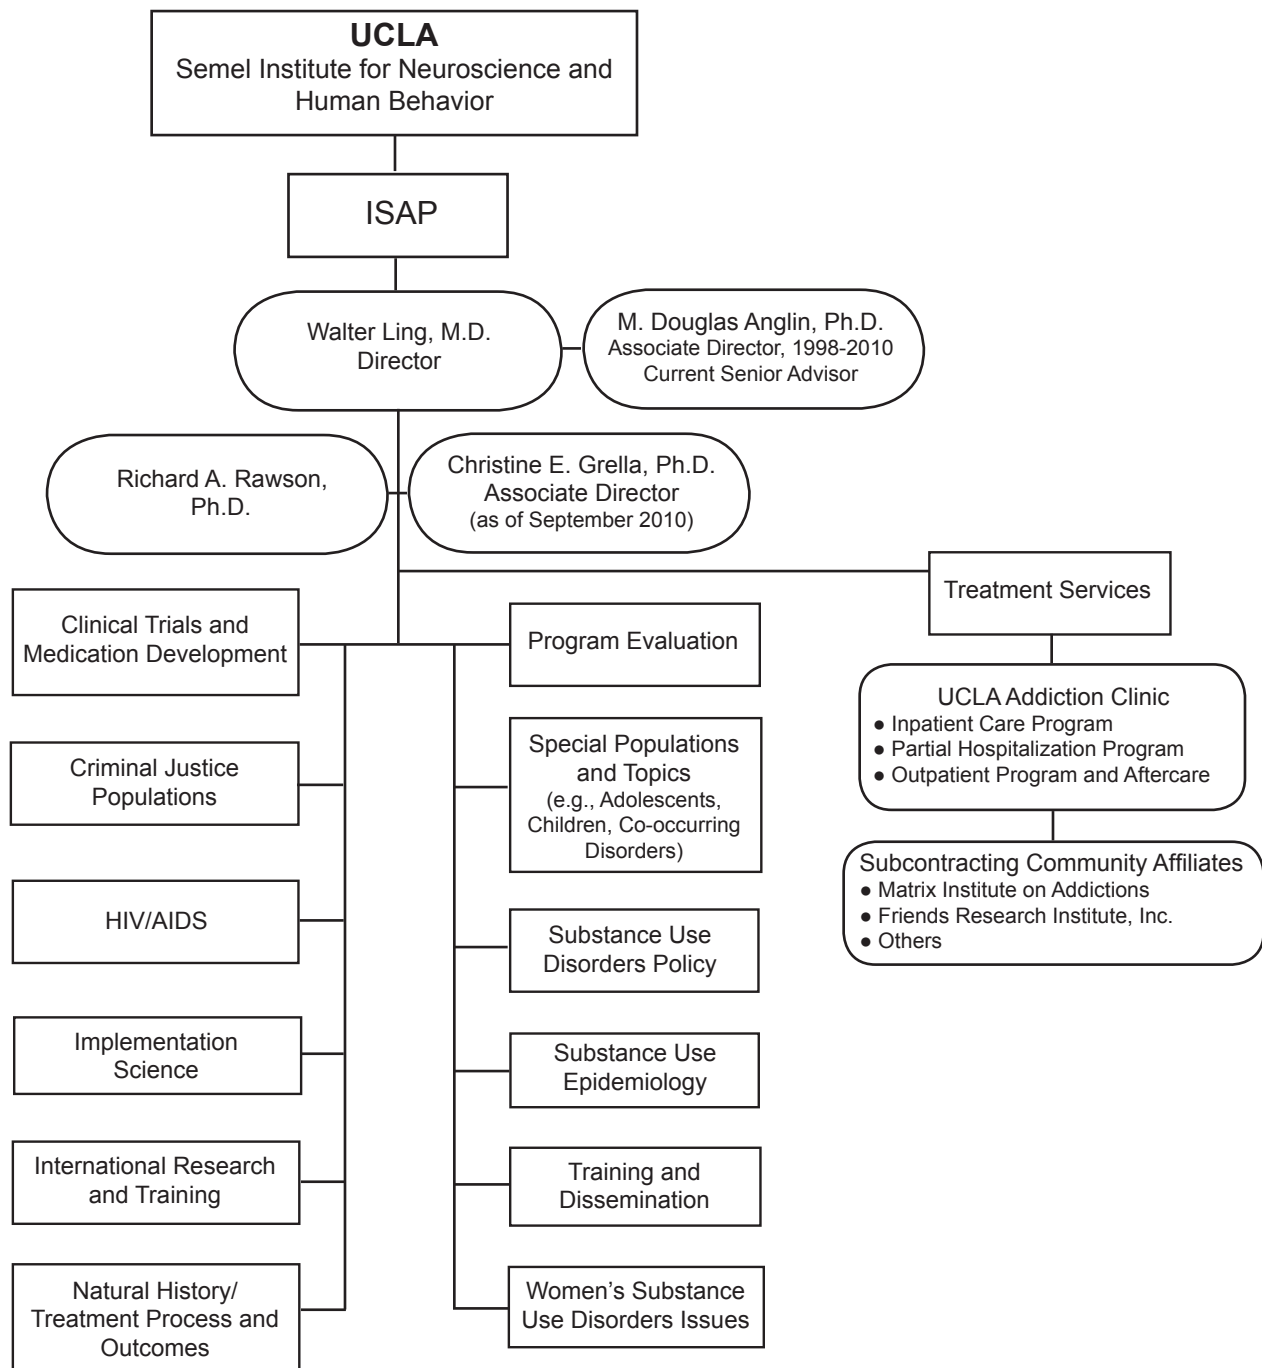 UCLA
Semel Institute for Neuroscience and
Human Behavior
ISAP
Walter Ling, M.D.
Director
M. Douglas Anglin, Ph.D.
Associate Director, 1998-2010
Current Senior Advisor
Richard A. Rawson,
Ph.D.
Christine E. Grella, Ph.D.
Associate Director
(as of September 2010)
Treatment Services
UCLA Addiction Clinic
● Inpatient Care Program
● Partial Hospitalization Program
● Outpatient Program and Aftercare
Subcontracting Community Affiliates
● Matrix Institute on Addictions
● Friends Research Institute, Inc.
● Others
Clinical Trials and
Medication Development
Criminal Justice
Populations
HIV/AIDS
Implementation
Science
International Research
and Training
Natural History/
Treatment Process and
Outcomes
Program Evaluation
Special Populations
and Topics
(e.g., Adolescents,
Children, Co-occurring
Disorders)
Substance Use
Disorders Policy
Substance Use
Epidemiology
Training and
Dissemination
Women’s Substance
Use Disorders Issues